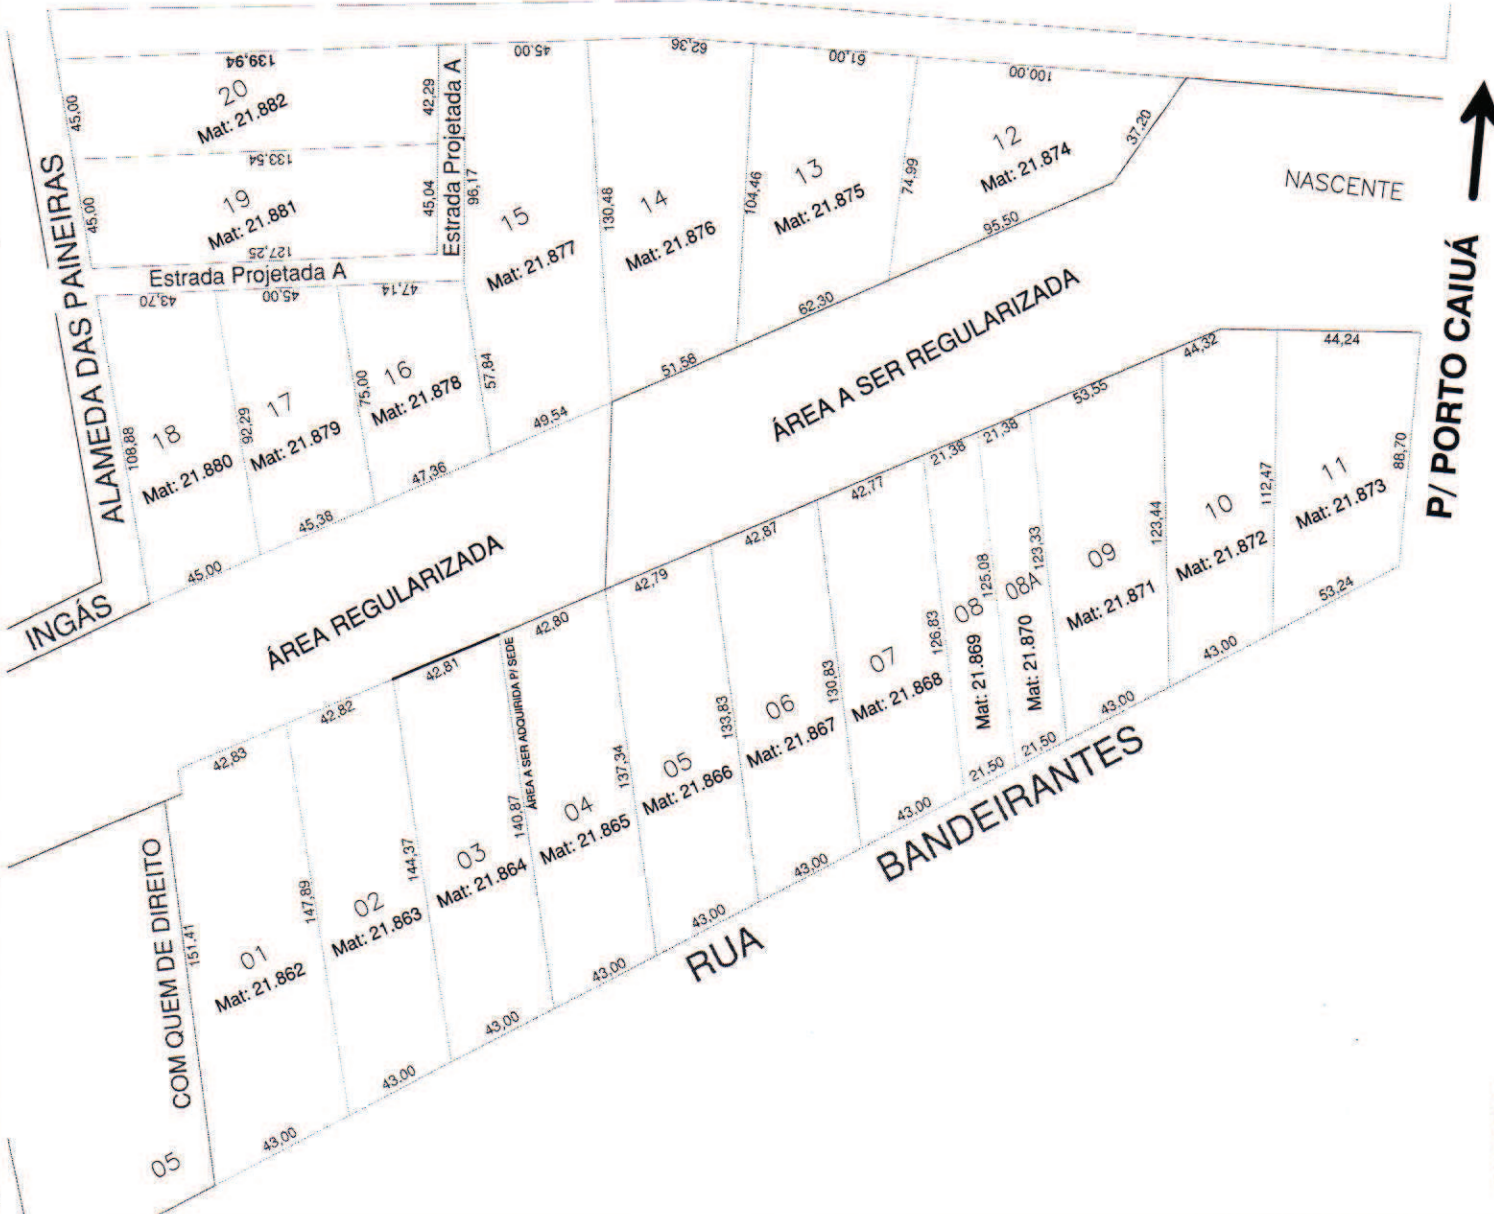 139,94
45,00
62,36
61,00
100,00
45,00
20
Mat: 21.882
42,29
Estrada Projetada A
96,17
133,54
45,00
19
Mat: 21.881
45,04
127,25
Estrada Projetada A
ALAMEDA DAS PAINEIRAS
15
Mat: 21.877
130,48
14
Mat: 21.876
104,46
13
Mat: 21.875
74,99
12
Mat: 21.874
37,20
95,50
NASCENTE
P/ PORTO CAIUÁ
43,70
45,00
47,14
108,88
18
Mat: 21.880
92,29
17
Mat: 21.879
75,00
16
Mat: 21.878
57,84
49,54
51,58
62,30
47,36
45,38
45,00
INGÁS
ÁREA REGULARIZADA
ÁREA A SER REGULARIZADA
42,83
42,82
42,81
42,80
42,79
42,87
42,77
21,38
21,38
53,55
44,32
44,24
COM QUEM DE DIREITO
151,41
01
Mat: 21.862
147,89
02
Mat: 21.863
144,37
03
Mat: 21.864
140,87
ÁREA A SER ADQUIRIDA P/ SEDE
04
Mat: 21.865
137,34
05
Mat: 21.866
133,83
06
Mat: 21.867
130,83
07
Mat: 21.868
126,83
08
Mat: 21.869
125,08
08A
Mat: 21.870
123,33
09
Mat: 21.871
123,44
10
Mat: 21.872
112,47
11
Mat: 21.873
88,70
53,24
43,00
43,00
21,50
21,50
43,00
43,00
43,00
43,00
43,00
43,00
43,00
RUA
BANDEIRANTES
05